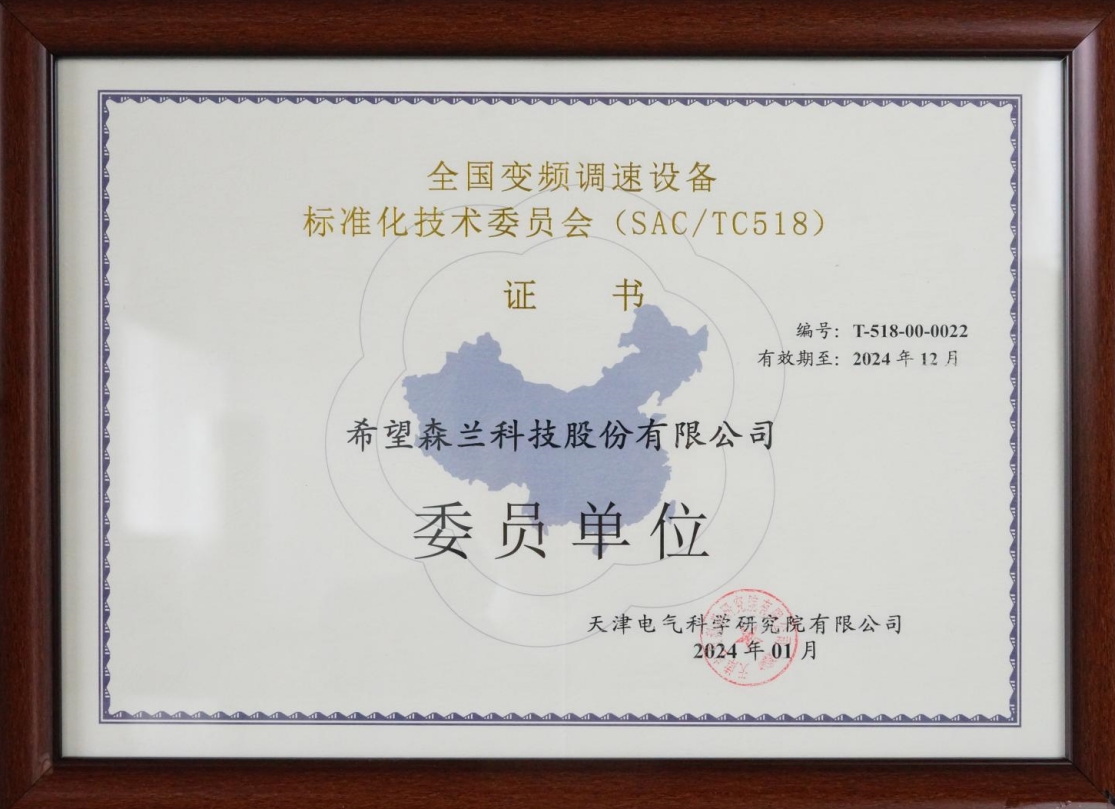 全国变频调速设备
标准化技术委员会（SAC/TC518）
证 书
编号：T-518-00-0022
有效期至：2024 年 12 月
希望森兰科技股份有限公司
委员单位
天津电气科学研究院有限公司
2024 年 01 月